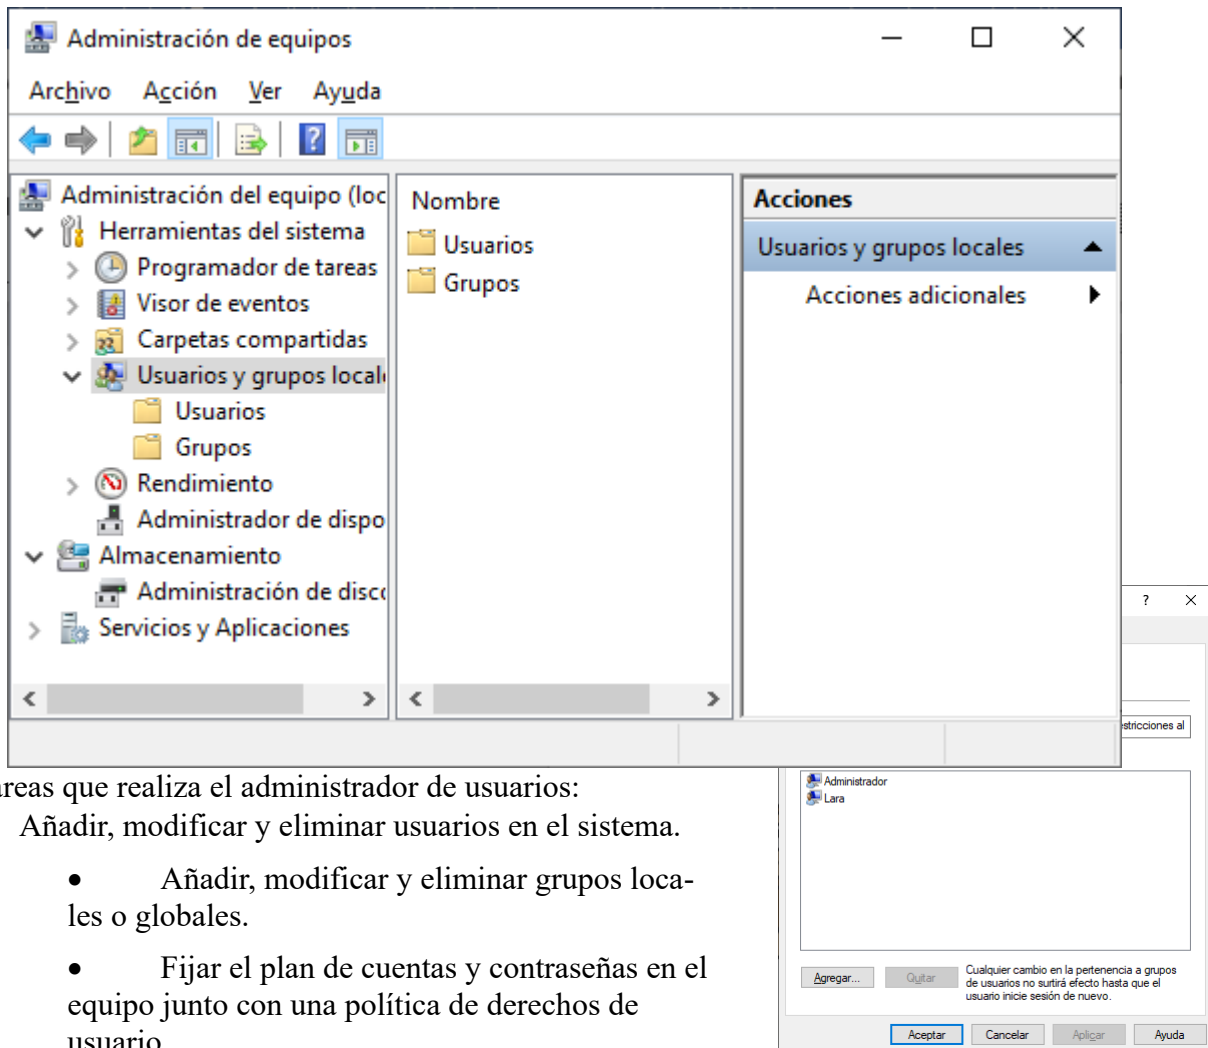 Administración de equipos
Archivo Acción Ver Ayuda
Administración del equipo (loc
Herramientas del sistema
Programador de tareas
Visor de eventos
Carpetas compartidas
Usuarios y grupos local
Usuarios
Grupos
Rendimiento
Administrador de dispo
Almacenamiento
Administración de disc
Servicios y Aplicaciones
Nombre
Usuarios
Grupos
Acciones
Usuarios y grupos locales
Acciones adicionales
?
estricciones al
Administrador
Lara
Agregar... Quitar
Cualquier cambio en la pertenencia a grupos
de usuarios no surtirá efecto hasta que el
usuario inicie sesión de nuevo.
Aceptar Cancelar Aplicar Ayuda
areas que realiza el administrador de usuarios:
Añadir, modificar y eliminar usuarios en el sistema.
• Añadir, modificar y eliminar grupos loca-
les o globales.
• Fijar el plan de cuentas y contraseñas en el
equipo junto con una política de derechos de
usuario